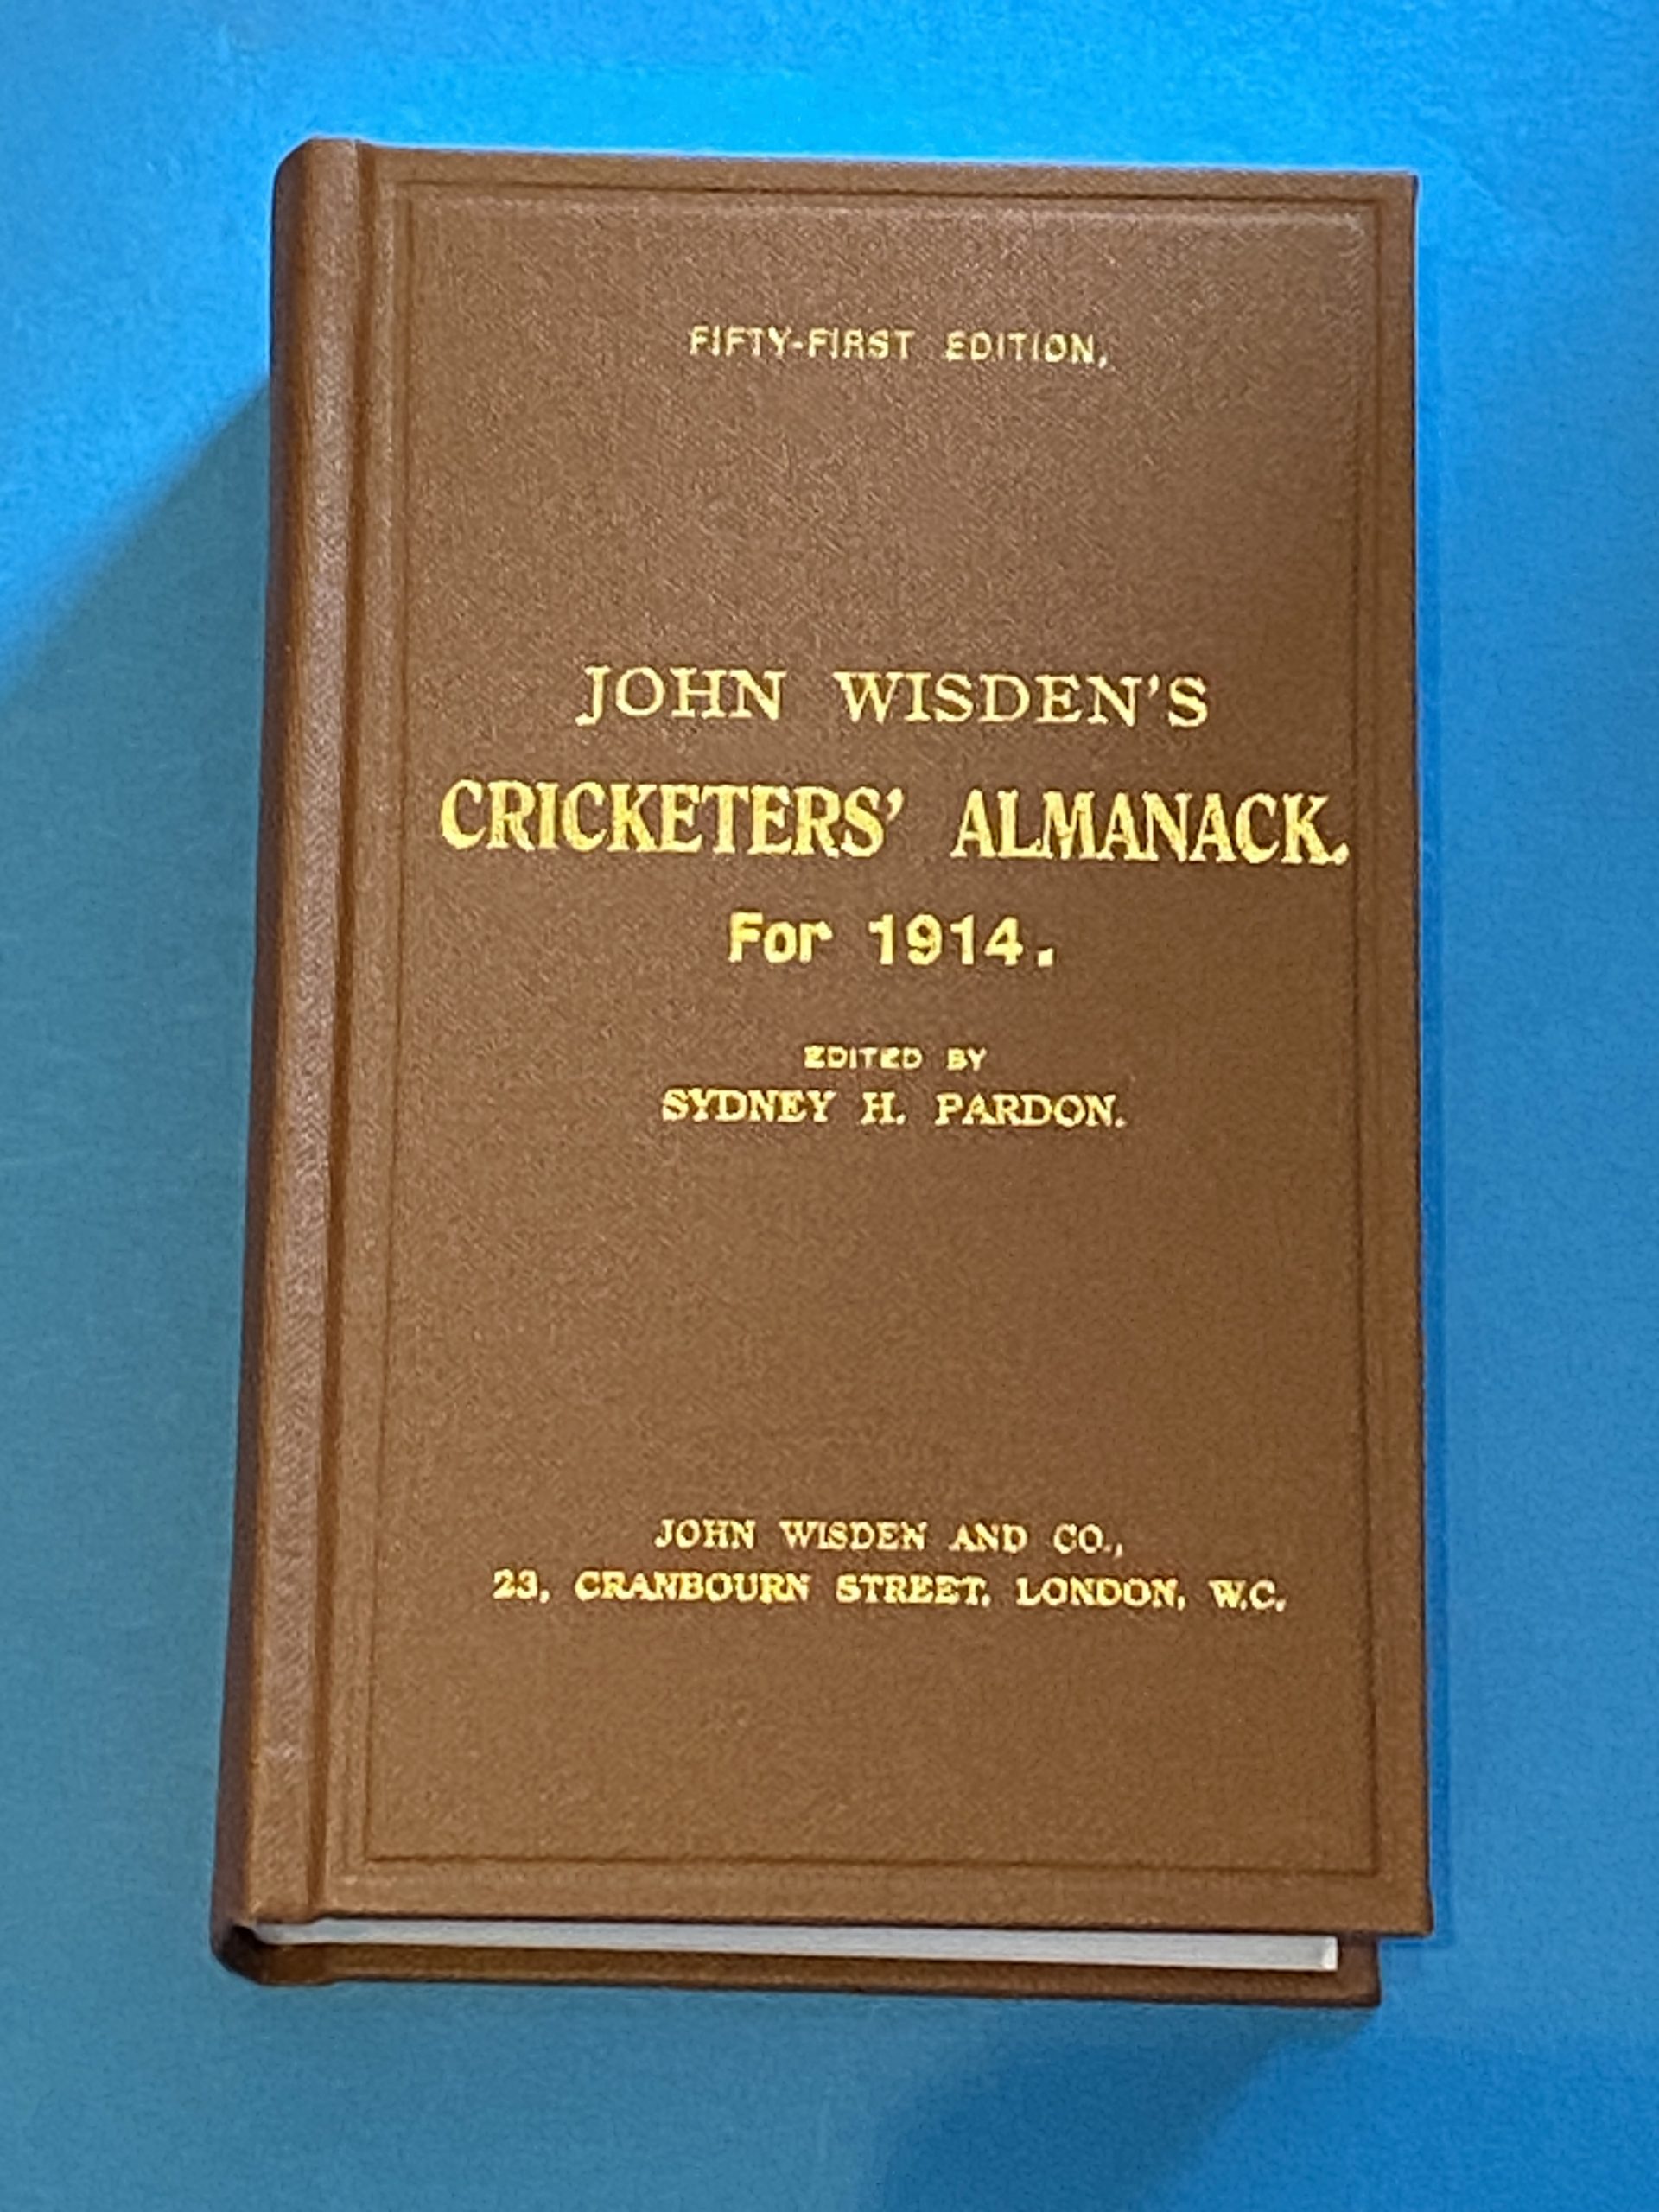 FIFTY-FIRST EDITION,
JOHN WISDEN'S
CRICKETERS' ALMANACK.
For 1914.
EDITED BY
SYDNEY H. PARDON.
JOHN WISDEN AND CO.,
23, CRANBOURN STREET, LONDON, W.C.